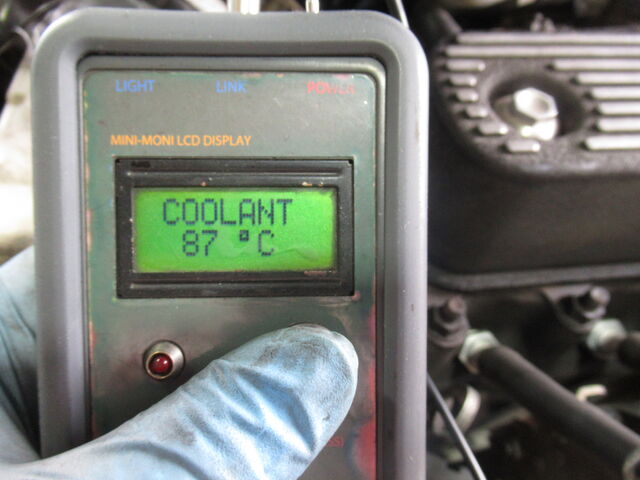 LIGHT LINK POWER
MINI-MONI LCD DISPLAY
COOLANT
87 °C